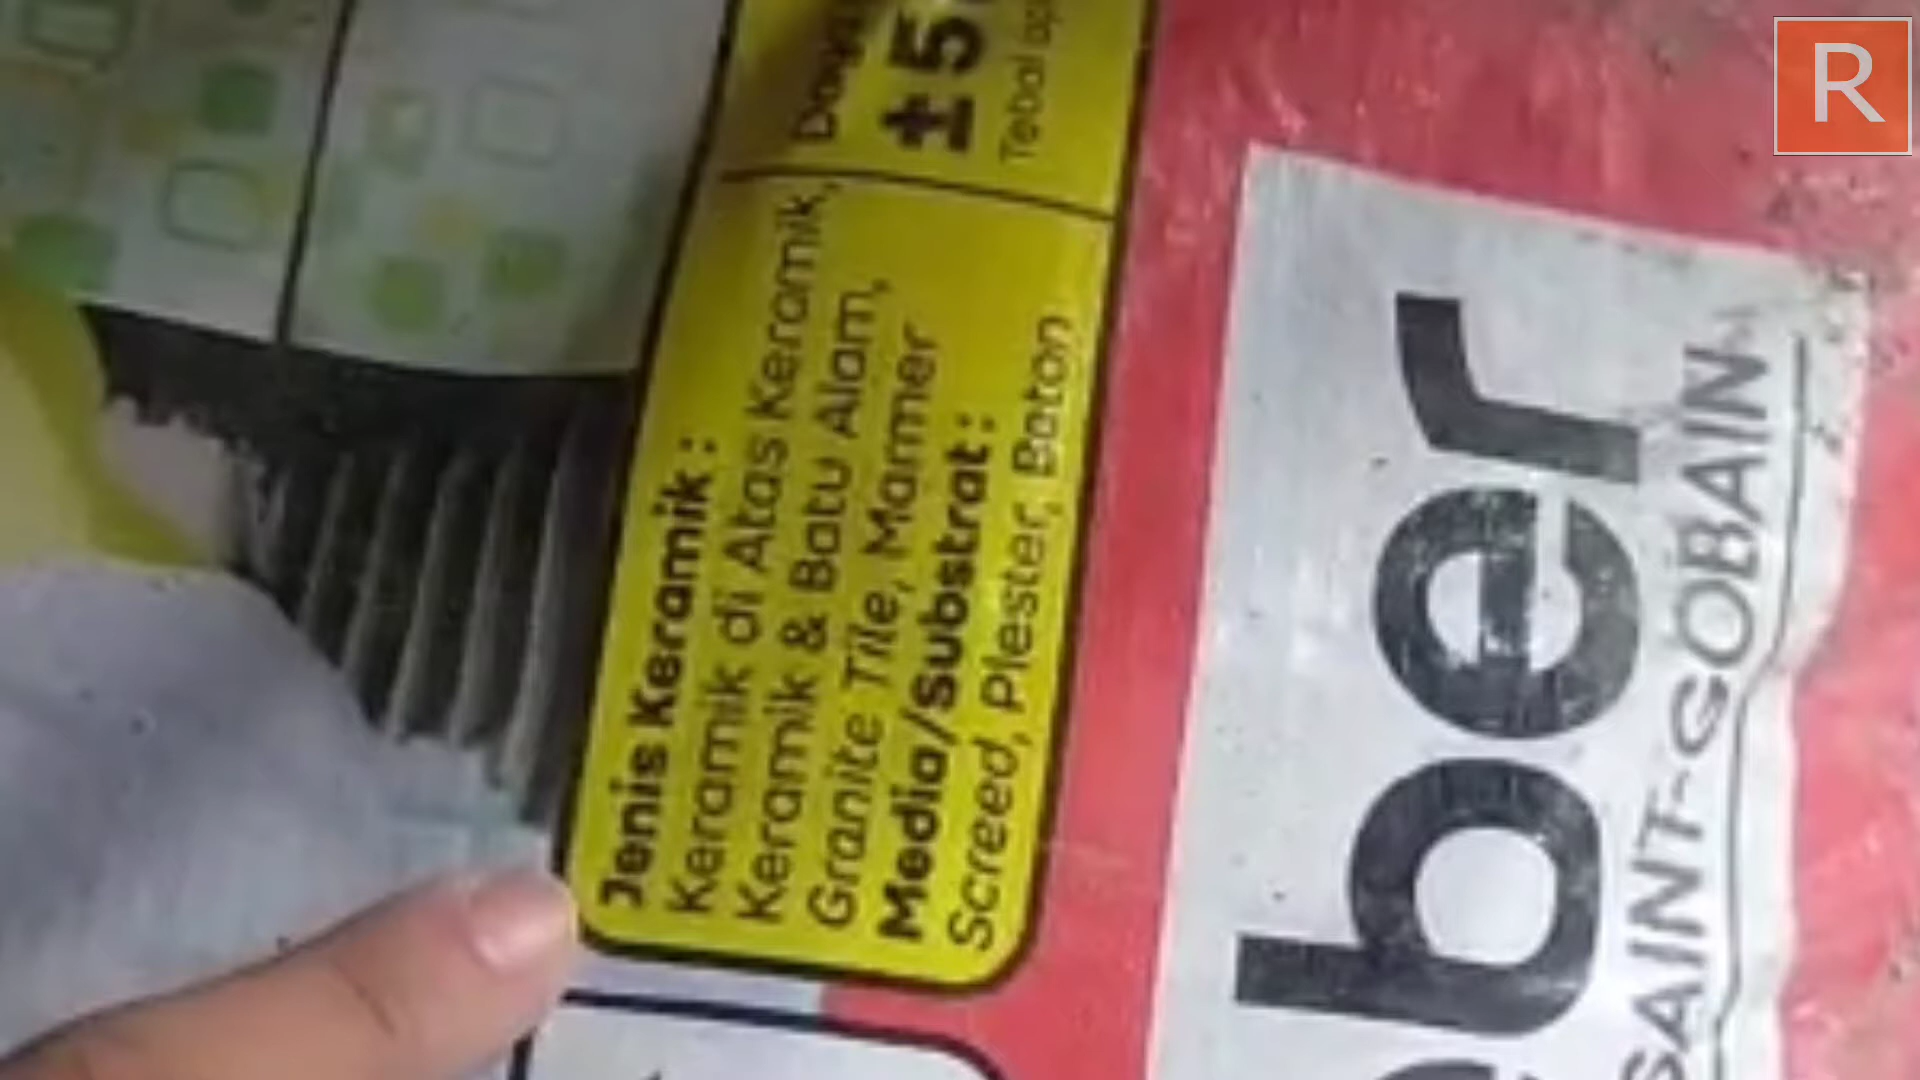 ±5
Tebal
Jenis Keramik :
Keramik di Atas Keramik,
Keramik & Batu Alam,
Granite Tile, Marmer
Media/Substrat :
Screed, Plester, Beton
ber
SAINT-GOBAIN
R